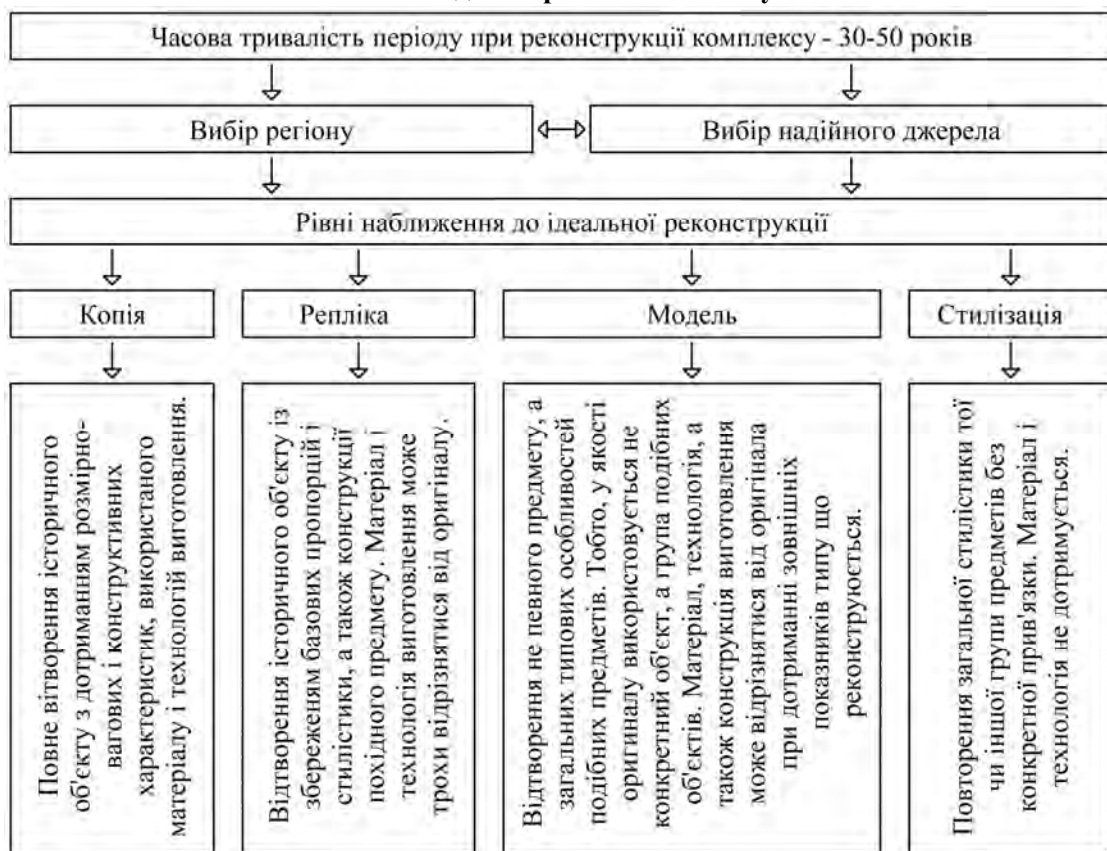 Часова тривалість періоду при реконструкції комплексу - 30-50 років
Вибір регіону
Вибір надійного джерела
Рівні наближення до ідеальної реконструкції
Копія
Репліка
Модель
Стилізація
Повне вітворення історичного
об'єкту з дотриманням розмірно-
вагових і конструктивних
характеристик, використаного
матеріалу і технологій виготовлення.
Відтворення історичного об'єкту із
збереженям базових пропорцій і
стилістики, а також конструкції
похідного предмету. Матеріал і
технологія виготовлення може
трохи відрізнятися від оригіналу.
Відтворення не певного предмету, а
загальних типових особливостей
подібних предметів. Тобто, у якості
оригиналу використовується не
конкретний об'єкт, а група подібних
об'єктів. Матеріал, технологія, а
також конструкція виготовлення
може відрізнятися від оригінала
при дотриманні зовнішніх
показників типу що
реконструюється.
Повторення загальної стилістики тої
чи іншої групи предметів без
конкретної прив'язки. Матеріал і
технологія не дотримується.